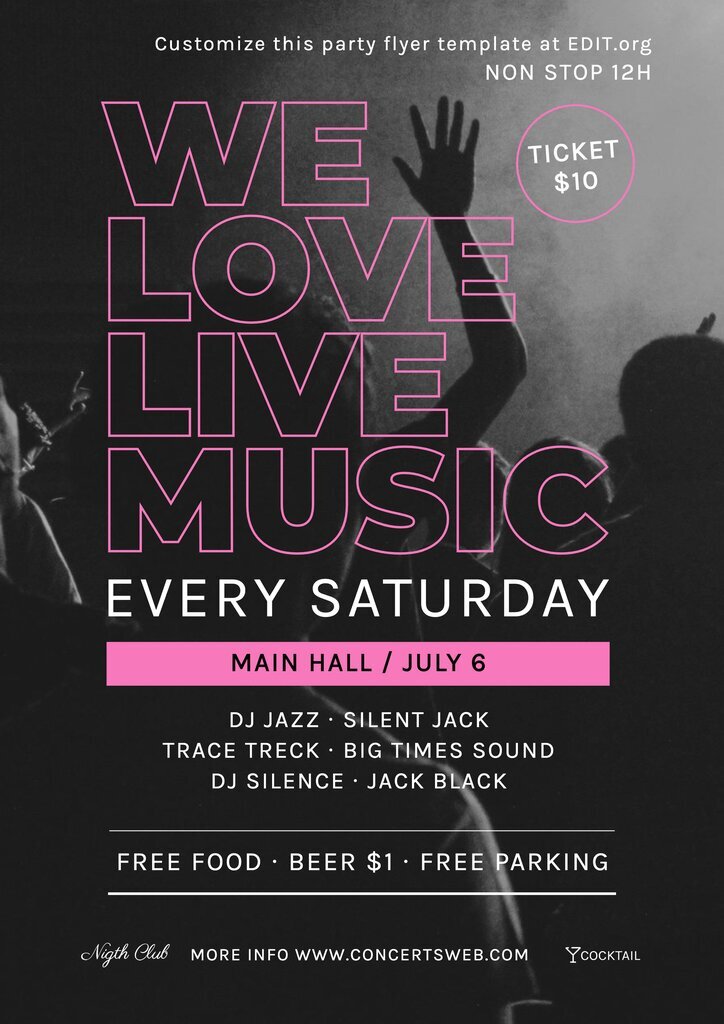 Customize this party flyer template at EDIT.org
NON STOP 12H
TICKET
$10
WE
LOVE
LIVE
MUSIC
EVERY SATURDAY
MAIN HALL / JULY 6
DJ JAZZ · SILENT JACK
TRACE TRECK · BIG TIMES SOUND
DJ SILENCE · JACK BLACK
FREE FOOD · BEER $1 · FREE PARKING
Nigth Club
MORE INFO WWW.CONCERTSWEB.COM
COCKTAIL